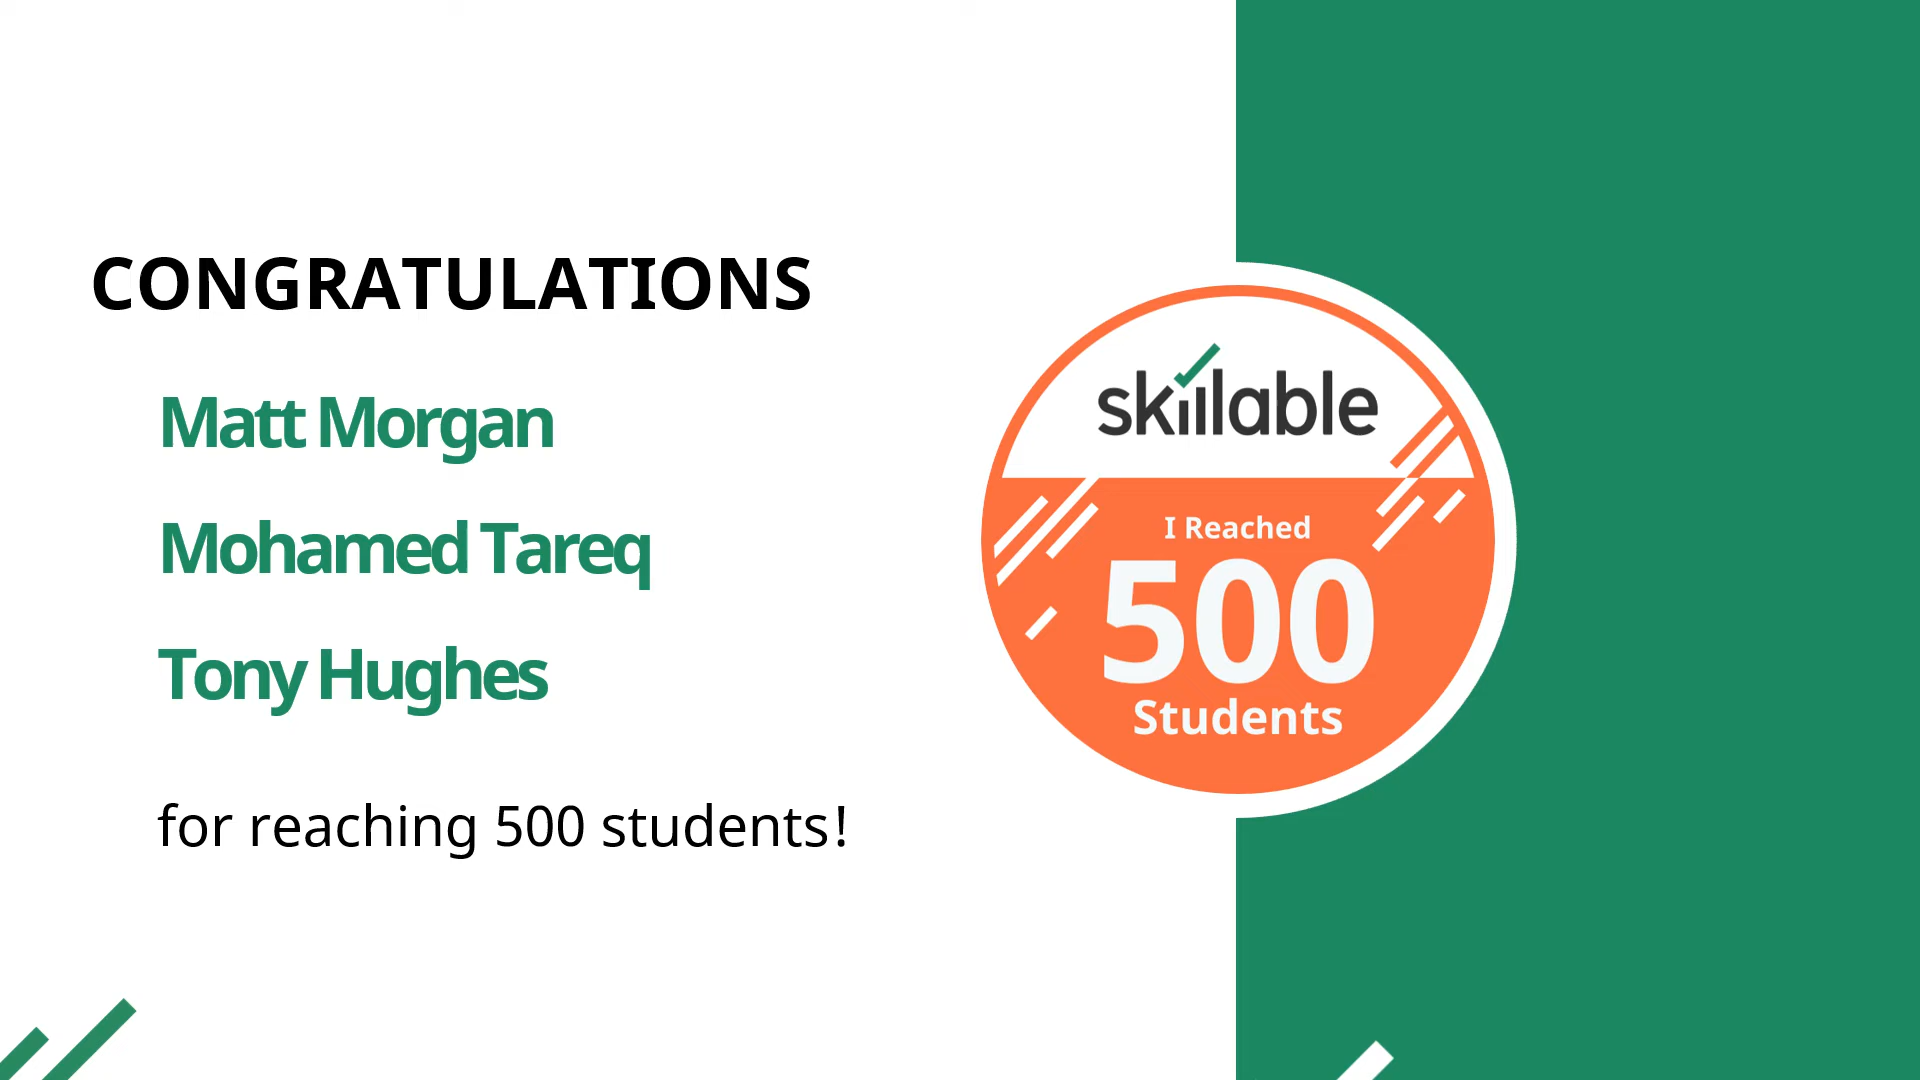 CONGRATULATIONS
Matt Morgan
Mohamed Tareq
Tony Hughes
for reaching 500 students!
skillable
I Reached
500
Students